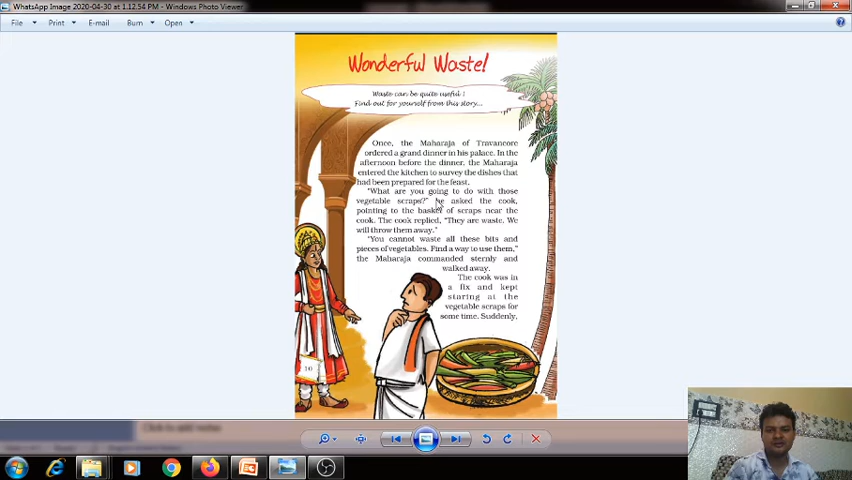 WhatsApp Image 2020-04-30 at 1.12.54 PM - Windows Photo Viewer
File Print E-mail Burn Open
Wonderful Waste!
Waste can be quite useful !
Find out for yourself from this story...
Once, the Maharaja of Travancore
ordered a grand dinner in his palace. In the
afternoon before the dinner, the Maharaja
entered the kitchen to survey the dishes that
had been prepared for the feast.
"What are you going to do with those
vegetable scraps?" he asked the cook,
pointing to the basket of scraps near the
cook. The cook replied, "They are waste. We
will throw them away."
"You cannot waste all these bits and
pieces of vegetables. Find a way to use them,"
the Maharaja commanded sternly and
walked away.
The cook was in
a fix and kept
staring at the
vegetable scraps for
some time. Suddenly,
10
Click to add notes